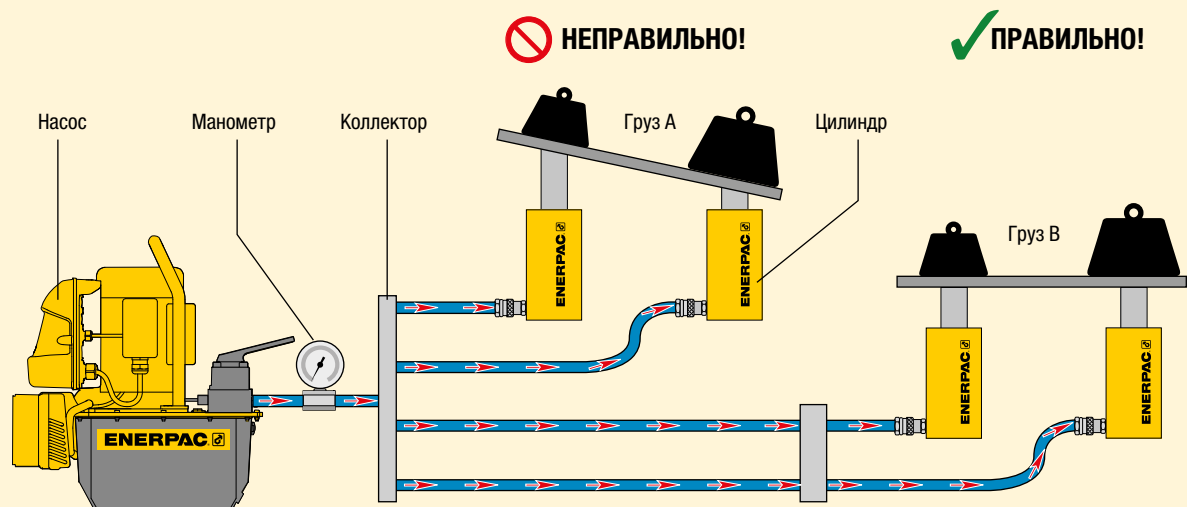 НЕПРАВИЛЬНО!
ПРАВИЛЬНО!
Насос
Манометр
Коллектор
Груз А
Цилиндр
ENERPAC
ENERPAC
Груз В
ENERPAC
ENERPAC
ENERPAC